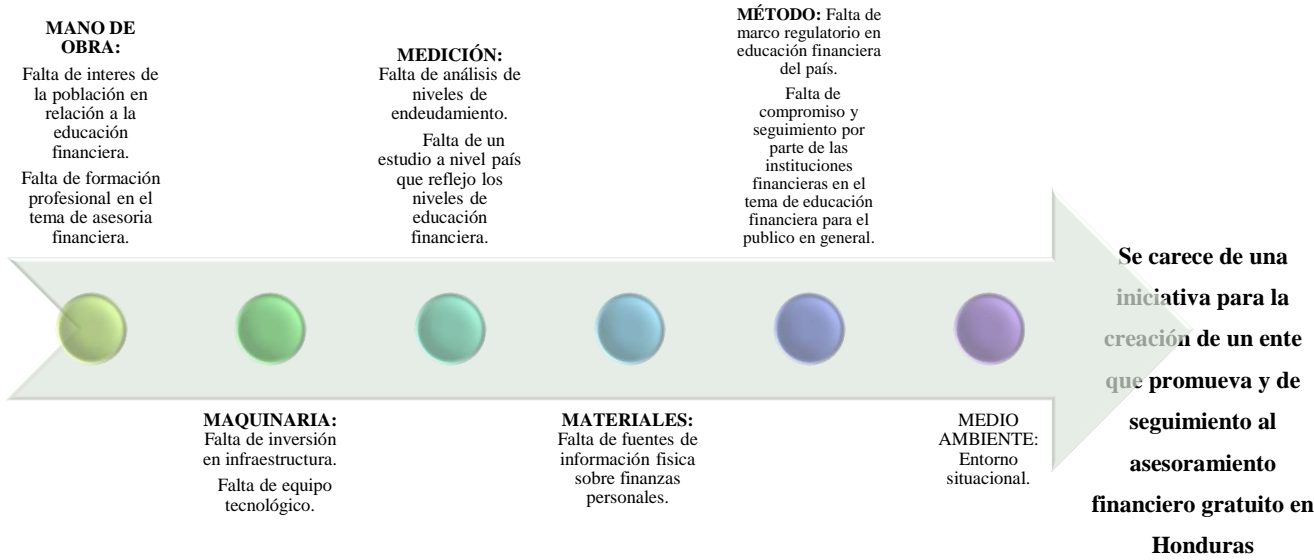 MANO DE
OBRA:
Falta de interes de
la población en
relación a la
educación
financiera.
Falta de formación
profesional en el
tema de asesoria
financiera.
MAQUINARIA:
Falta de inversión
en infraestructura.
Falta de equipo
tecnológico.
MEDICIÓN:
Falta de análisis de
niveles de
endeudamiento.
Falta de un
estudio a nivel país
que reflejo los
niveles de
educación
financiera.
MATERIALES:
Falta de fuentes de
información fisica
sobre finanzas
personales.
MÉTODO: Falta de
marco regulatorio en
educación financiera
del país.
Falta de
compromiso y
seguimiento por
parte de las
instituciones
financieras en el
tema de educación
financiera para el
publico en general.
MEDIO
AMBIENTE:
Entorno
situacional.
Se carece de una
iniciativa para la
creación de un ente
que promueva y de
seguimiento al
asesoramiento
financiero gratuito en
Honduras